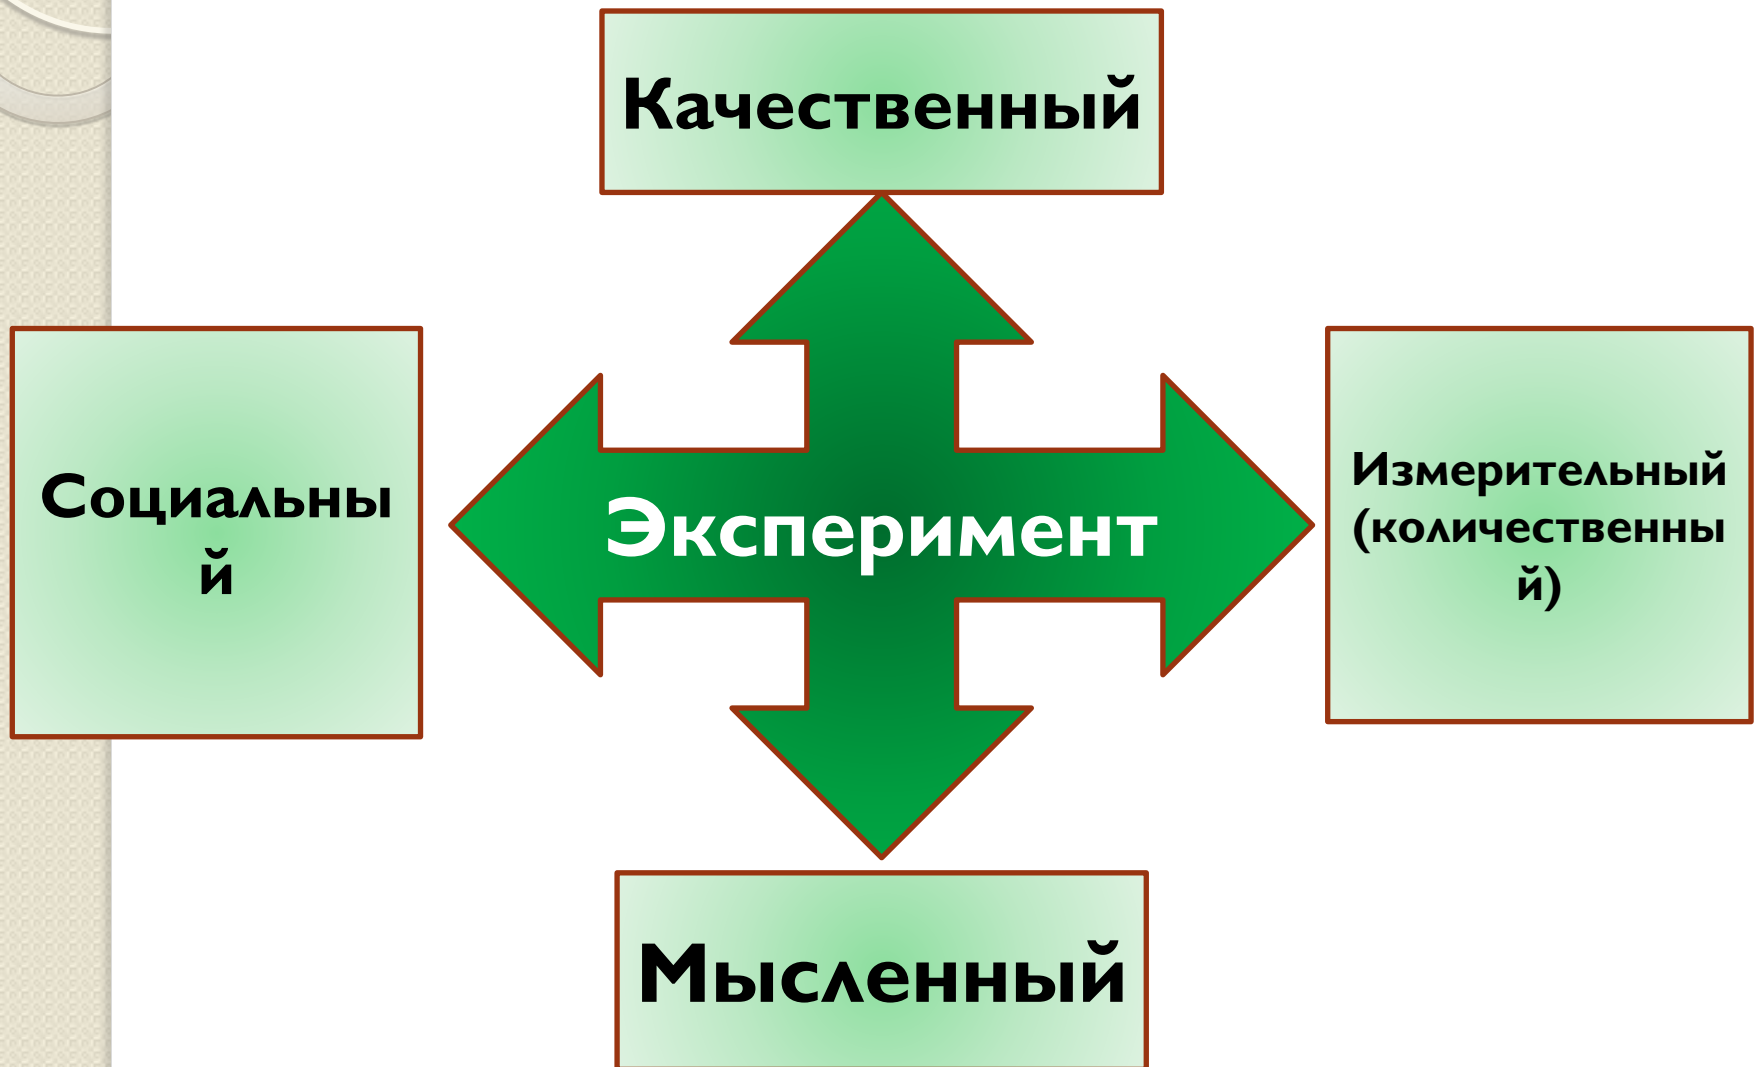 Качественный
Социальны
й
Эксперимент
Измерительный
(количественны
й)
Мысленный